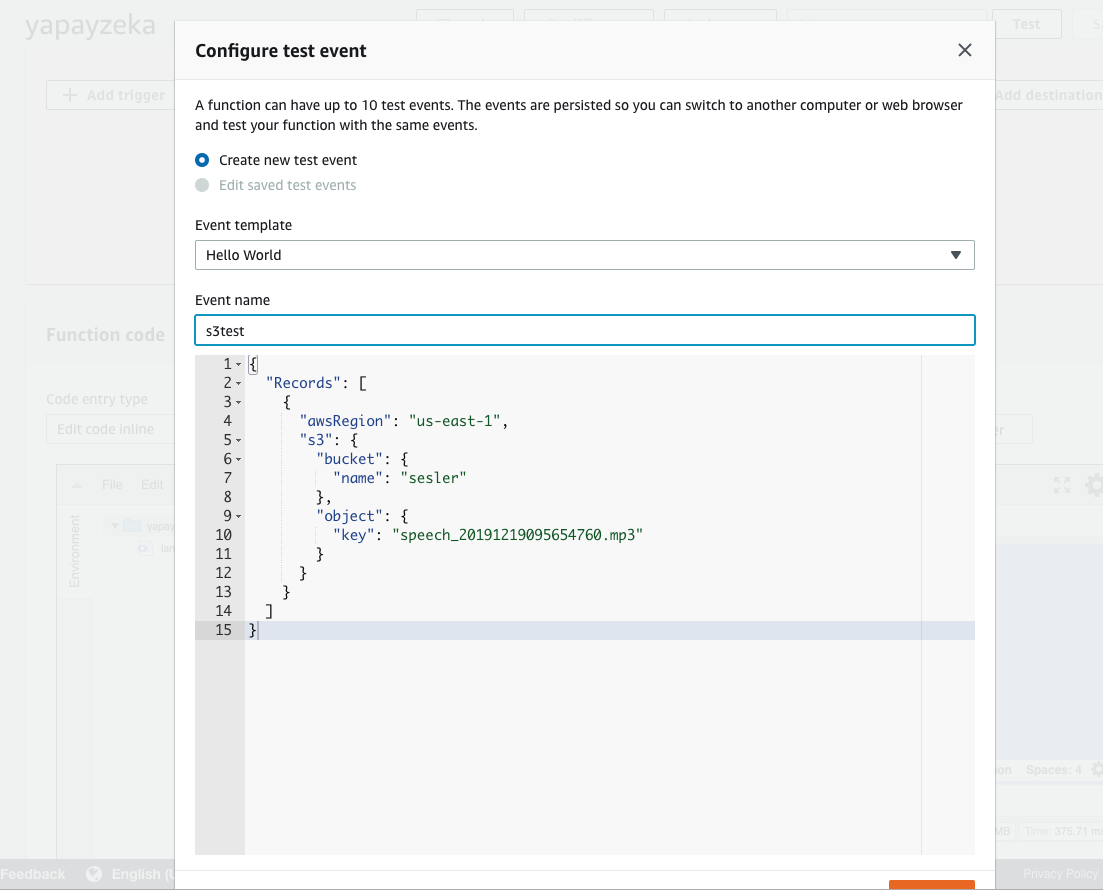 yapayzeka
Test
Configure test event
Add trigger
Add destination
A function can have up to 10 test events. The events are persisted so you can switch to another computer or web browser
and test your function with the same events.
Create new test event
Edit saved test events
Event template
Hello World
Event name
Function code
s3test
1 {
2 "Records": [
3 {
Code entry type
4 "awsRegion": "us-east-1",
Edit code inline
5 "s3": {
6 "bucket": {
7 "name": "sesler"
File Edit
8 },
9 "object": {
10 "key": "speech_20191219095654760.mp3"
Environment
11 }
12 }
13 }
14 ]
15 }
Spaces: 4
MB Time: 375.71 m
Feedback English (U
Privacy Policy